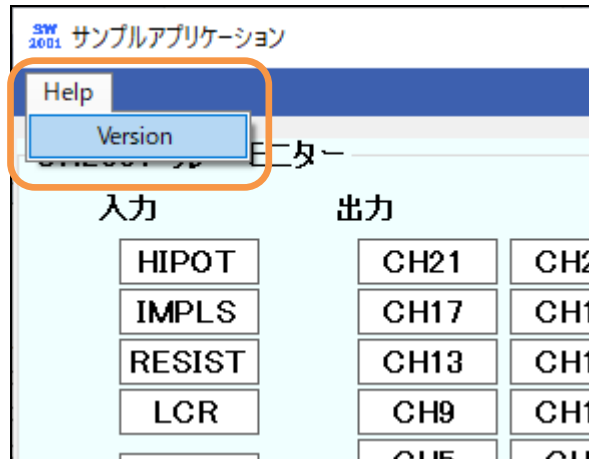 SW
2001 サンプルアプリケーション
Help
Version
モニター
入力 出力
HIPOT CH21
IMPLS CH17
RESIST CH13
LCR CH9